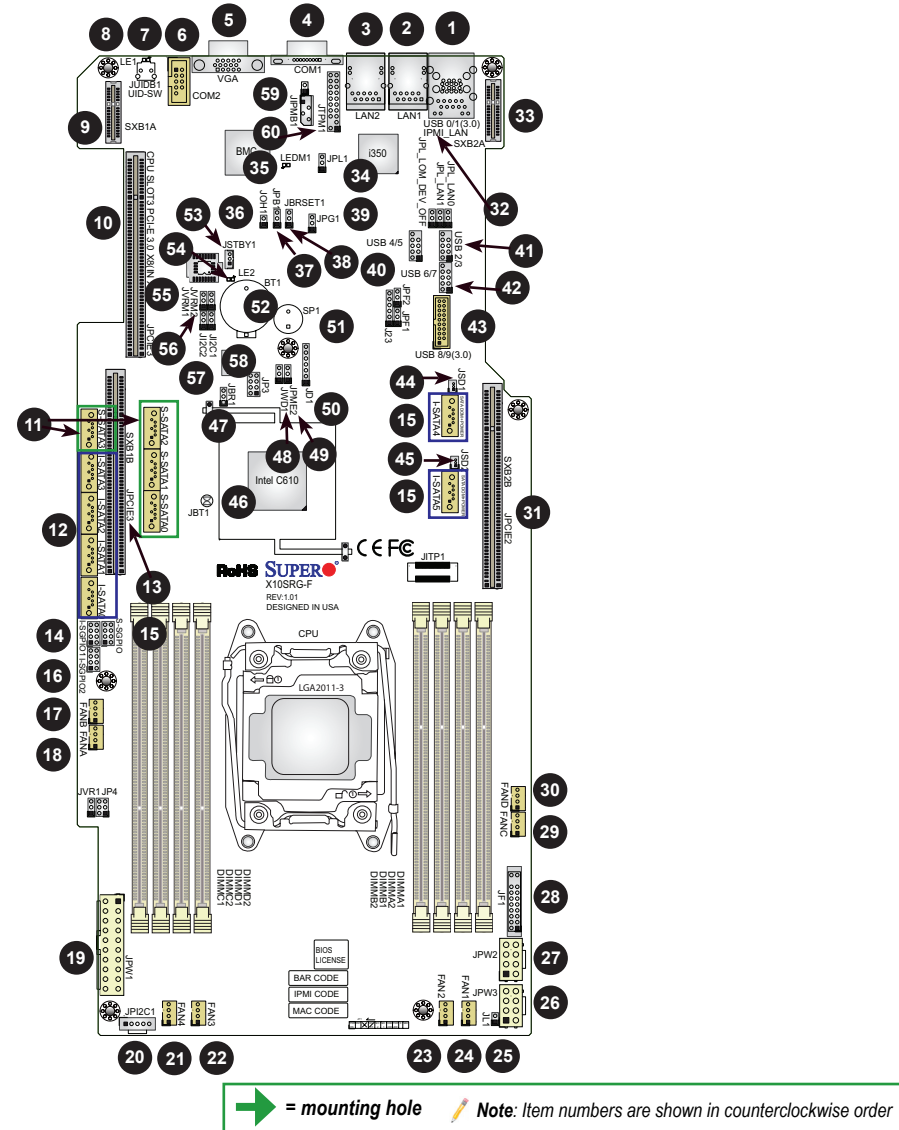 8 7 6 5 4 3 2 1
LE1
JUIDB1
UID-SW
COM2
VGA
COM1
LAN2
LAN1
USB 0/1(3.0)
IPMI_LAN
9
SXB1A
59
JIPMB1
JTPM1
60
SXB2A
33
BMC
35
LEDM1
JPL1
i350
34
JPL_LAN0
JPL_LAN1
JPL_LOM_DEV_OFF
32
10
CPU SLOT3 PCI-E 3.0 X8(IN
JPCIE3
36
JOH1
JPB1
JBRSET1
JPG1
39
37
38
53
JSTBY1
54
LE2
BT1
52
SP1
51
USB 4/5
USB 2/3
41
40
USB 6/7
42
JPF2
JPF1
J23
43
USB 8/9(3.0)
55
JVRM1
JVRM2
56
JI2C2
JI2C1
57
58
JBR1
JP3
JWD1
JPME2
JD1
50
47
48
49
44
JSD1
15
I-SATA4
45
JSD2
15
I-SATA5
11
S-SATA3
S-SATA2
S-SATA1
S-SATA0
12
I-SATA3
I-SATA2
I-SATA1
I-SATA0
SXB1B
JPCIE3
13
46
Intel C610
JBT1
SXB2B
JPCIE2
31
CE FC
RoHS SUPER
X10SRG-F
REV:1.01
DESIGNED IN USA
JITP1
14
15
I-SGPIO1
I-SGPIO2
S-SGPIO
16
CPU
LGA2011-3
17
18
FANB FANA
JVR1 JP4
30
29
FAND FANC
DIMMC1
DIMMC2
DIMMD1
DIMMD2
DIMMB2
DIMMB1
DIMMA2
DIMMA1
28
JF1
19
JPW1
BIOS
LICENSE
BAR CODE
IPMI CODE
MAC CODE
JPW2
27
JPW3
26
JPI2C1
FAN4
FAN3
FAN2
FAN1
JL1
20 21 22 23 24 25
= mounting hole
Note: Item numbers are shown in counterclockwise order